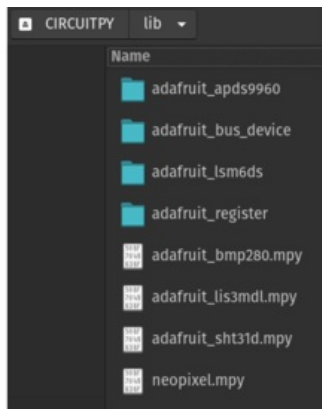 CIRCUITPY lib
Name
adafruit_apds9960
adafruit_bus_device
adafruit_lsm6ds
adafruit_register
adafruit_bmp280.mpy
adafruit_lis3mdl.mpy
adafruit_sht31d.mpy
neopixel.mpy